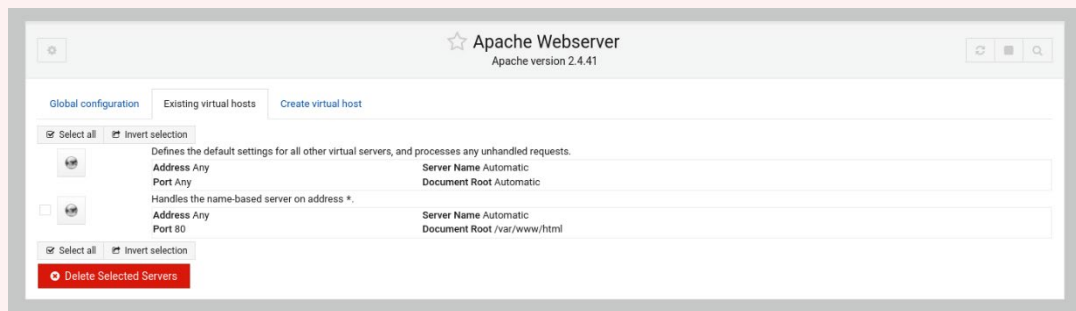 Apache Webserver
Apache version 2.4.41
Global configuration
Existing virtual hosts
Create virtual host
Select all
Invert selection
Defines the default settings for all other virtual servers, and processes any unhandled requests.
Address Any Server Name Automatic
Port Any Document Root Automatic
Handles the name-based server on address *.
Address Any Server Name Automatic
Port 80 Document Root /var/www/html
Select all
Invert selection
Delete Selected Servers